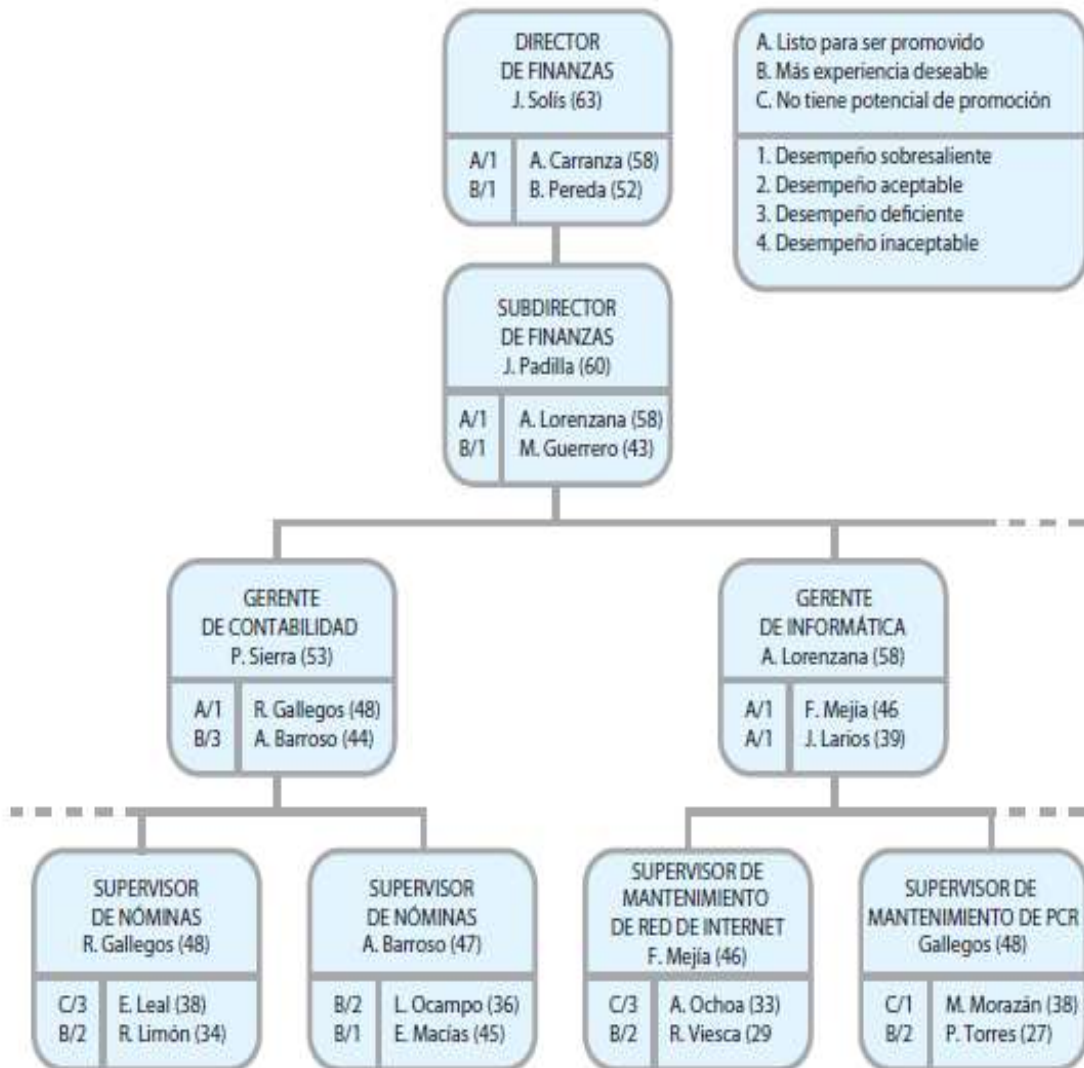 DIRECTOR
DE FINANZAS
J. Solís (63)
A/1 A. Carranza (58)
B/1 B. Pereda (52)
A. Listo para ser promovido
B. Más experiencia deseable
C. No tiene potencial de promoción
1. Desempeño sobresaliente
2. Desempeño aceptable
3. Desempeño deficiente
4. Desempeño inaceptable
SUBDIRECTOR
DE FINANZAS
J. Padilla (60)
A/1 A. Lorenzana (58)
B/1 M. Guerrero (43)
GERENTE
DE CONTABILIDAD
P. Sierra (53)
A/1 R. Gallegos (48)
B/3 A. Barroso (44)
GERENTE
DE INFORMÁTICA
A. Lorenzana (58)
A/1 F. Mejía (46
A/1 J. Larios (39)
SUPERVISOR
DE NÓMINAS
R. Gallegos (48)
C/3 E. Leal (38)
B/2 R. Limón (34)
SUPERVISOR
DE NÓMINAS
A. Barroso (47)
B/2 L. Ocampo (36)
B/1 E. Macías (45)
SUPERVISOR DE
MANTENIMIENTO
DE RED DE INTERNET
F. Mejía (46)
C/3 A. Ochoa (33)
B/2 R. Viesca (29
SUPERVISOR DE
MANTENIMIENTO DE PCR
Gallegos (48)
C/1 M. Morazán (38)
B/2 P. Torres (27)